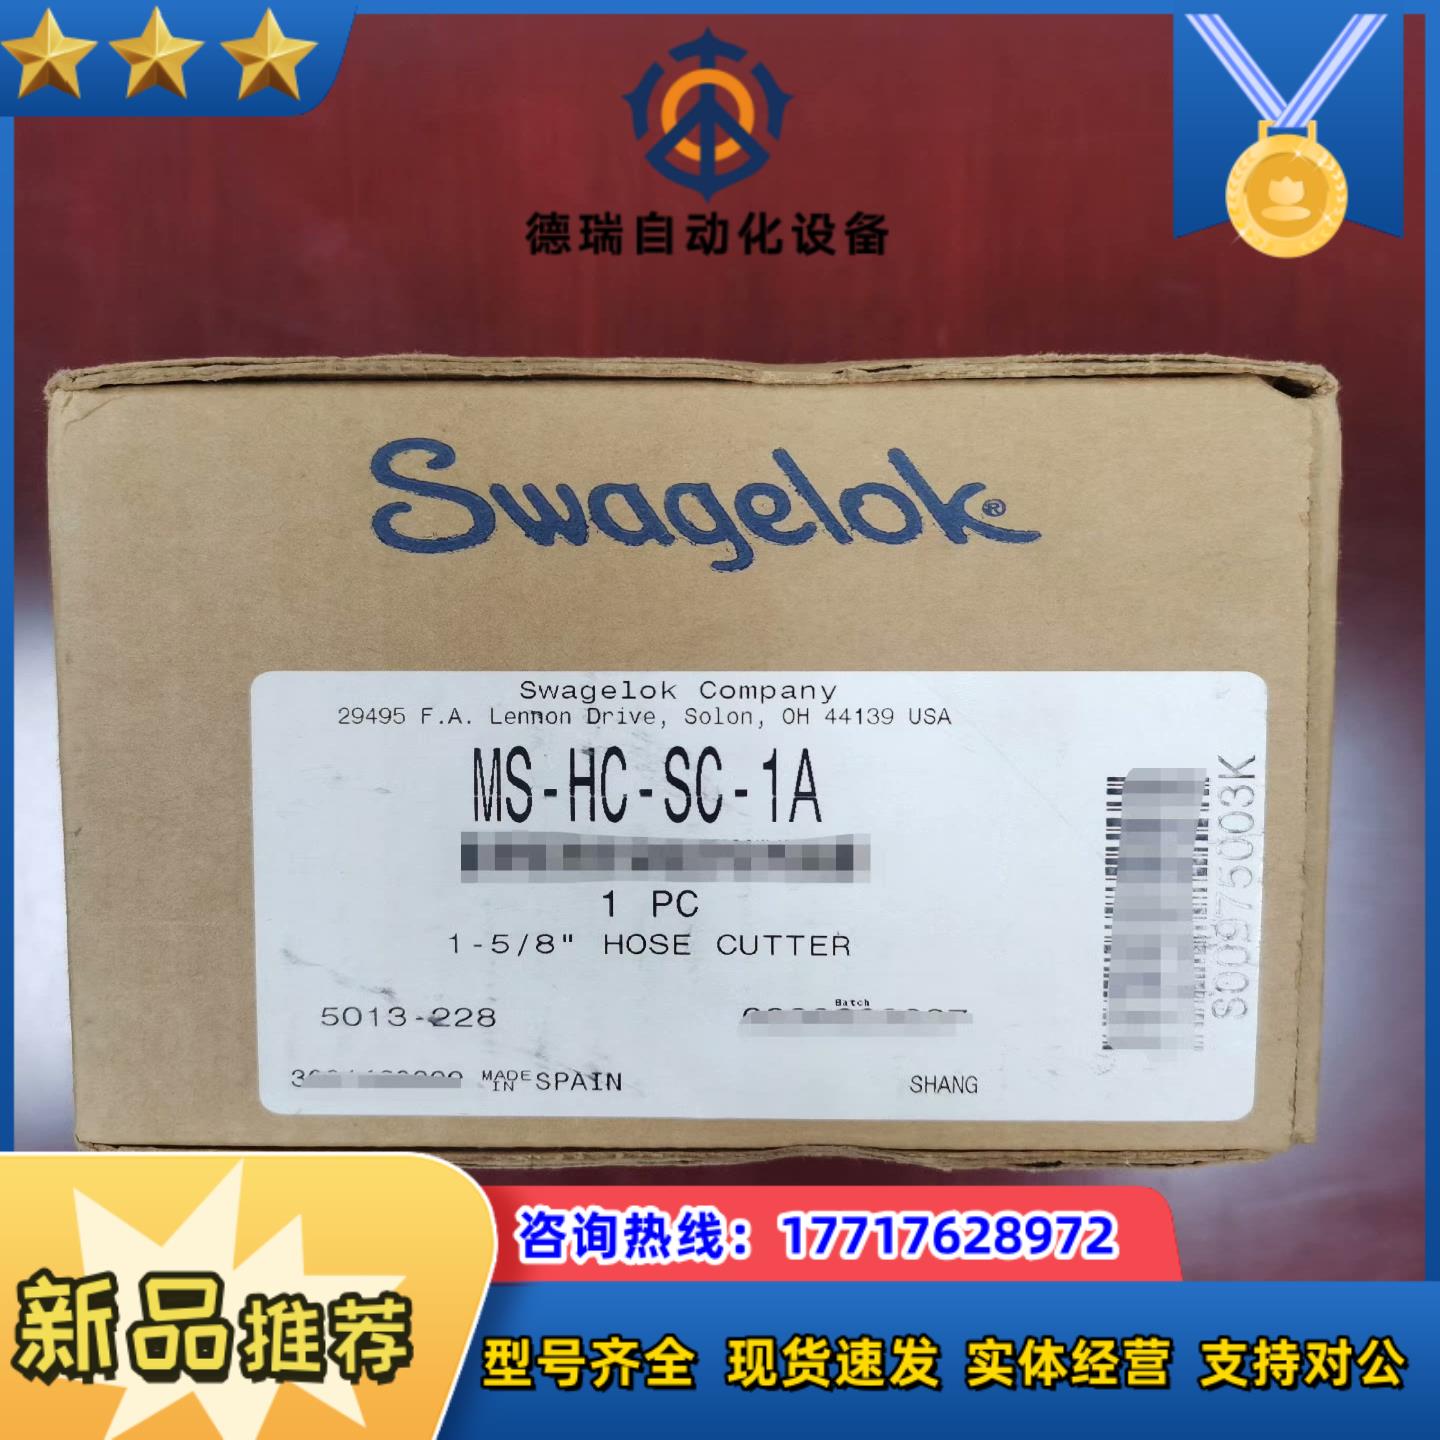 德瑞自动化设备
Swagelok®
Swagelok Company
29495 F.A. Lennon Drive, Solon, OH 44139 USA
MS-HC-SC-1A
1 PC
1-5/8" HOSE CUTTER
Batch
5013-228
MADE IN SPAIN
SHANG
S00975003K
咨询热线：17717628972
新品推荐
型号齐全 现货速发 实体经营 支持对公